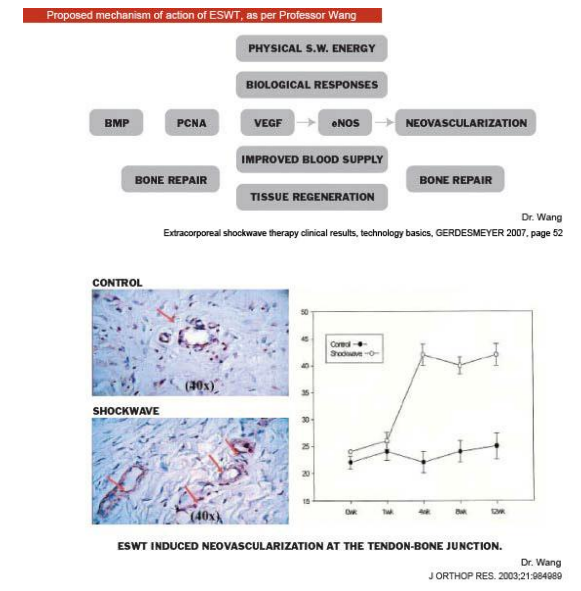 Proposed mechanism of action of ESWT, as per Professor Wang
PHYSICAL S.W. ENERGY
BIOLOGICAL RESPONSES
BMP PCNA VEGF eNOS NEOVASCULARIZATION
IMPROVED BLOOD SUPPLY
BONE REPAIR BONE REPAIR
TISSUE REGENERATION
Dr. Wang
Extracorporeal shockwave therapy clinical results, technology basics, GERDESMEYER 2007, page 52
CONTROL
(40x)
SHOCKWAVE
(40x)
50
45
40
35
30
25
20
15
Control
Shockwave
0wk 1wk 4wk 8wk 12wk
ESWT INDUCED NEOVASCULARIZATION AT THE TENDON-BONE JUNCTION.
Dr. Wang
J ORTHOP RES. 2003;21:984989